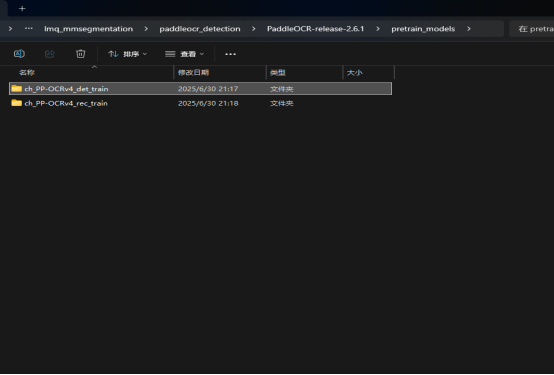 lmq_mmsegmentation > paddleocr_detection > PaddleOCR-release-2.6.1 > pretrain_models > 在 pretra
排序 查看
名称 修改日期 类型 大小
ch_PP-OCRv4_det_train 2025/6/30 21:17 文件夹
ch_PP-OCRv4_rec_train 2025/6/30 21:18 文件夹